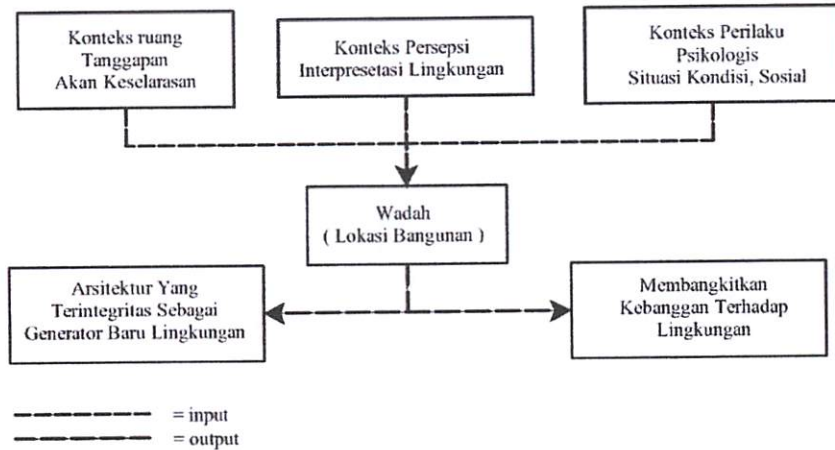 Konteks ruang
Tanggapan
Akan Keselarasan
Konteks Persepsi
Interpresetasi Lingkungan
Konteks Perilaku
Psikologis
Situasi Kondisi, Sosial
Wadah
( Lokasi Bangunan )
Arsitektur Yang
Terintegritas Sebagai
Generator Baru Lingkungan
Membangkitkan
Kebanggan Terhadap
Lingkungan
= input
= output